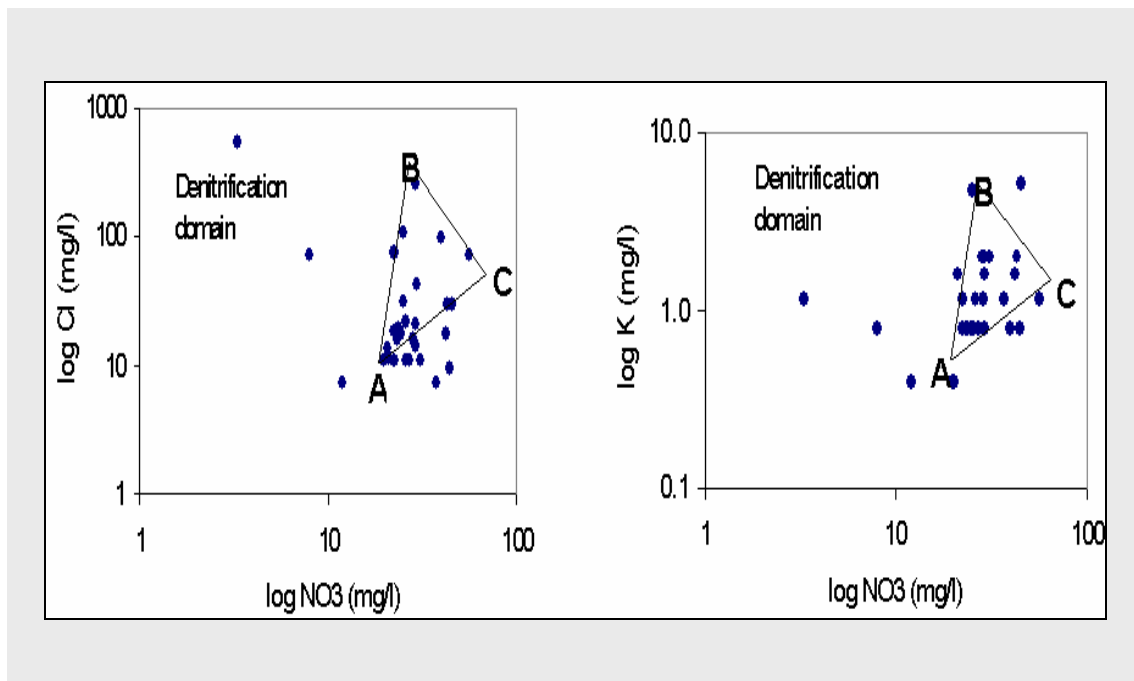 1000
100
10
1
log Cl (mg/l)
Denitrification
domain
B
C
A
1
10
100
log NO3 (mg/l)
10.0
1.0
0.1
log K (mg/l)
Denitrification
domain
B
C
A
1
10
100
log NO3 (mg/l)